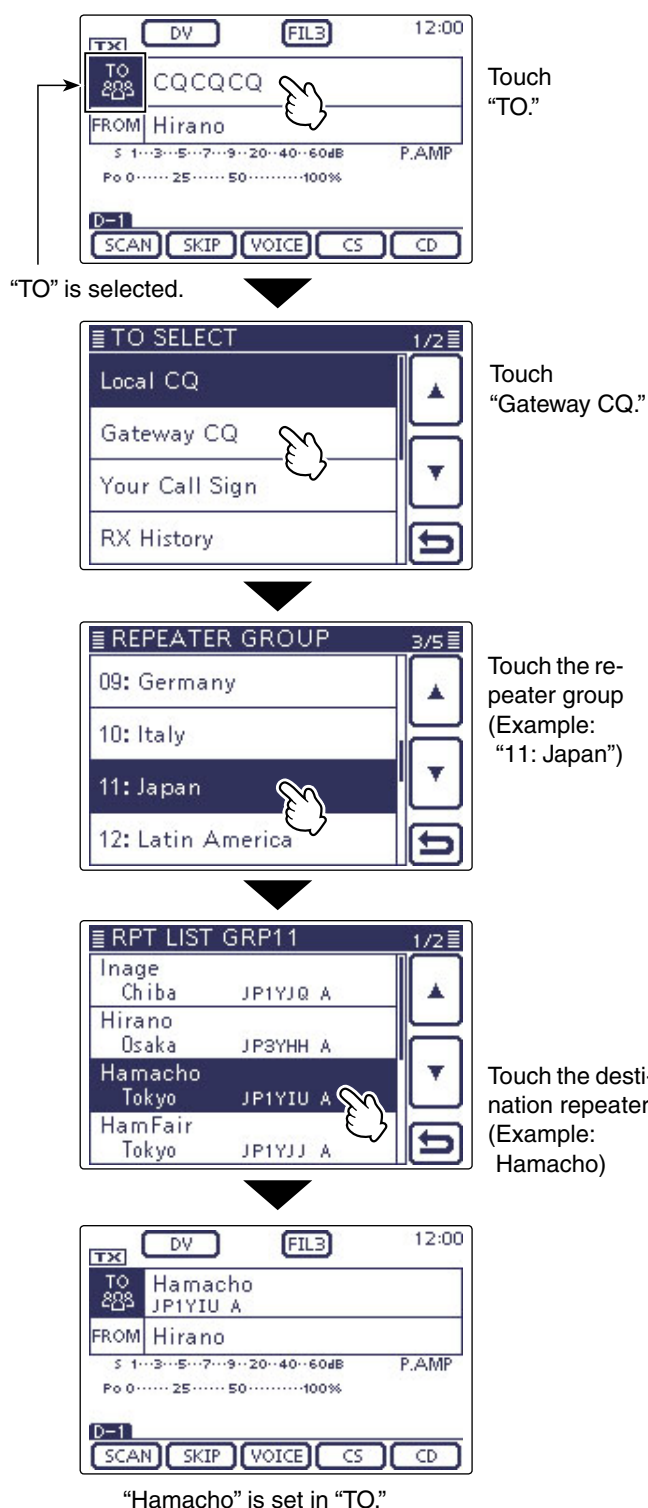 DV FIL3 12:00
TX
TO CQCQCQ
FROM Hirano
S 1···3···5···7···9··20··40··60dB P.AMP
Po 0······ 25······ 50··········100%
D-1
SCAN SKIP VOICE CS CD
Touch
“TO.”
“TO” is selected.
TO SELECT 1/2
Local CQ
Gateway CQ
Your Call Sign
RX History
Touch
“Gateway CQ.”
REPEATER GROUP 3/5
09: Germany
10: Italy
11: Japan
12: Latin America
Touch the re-
peater group
(Example:
“11: Japan”)
RPT LIST GRP11 1/2
Inage
Chiba JP1YJQ A
Hirano
Osaka JP3YHH A
Hamacho
Tokyo JP1YIU A
HamFair
Tokyo JP1YJJ A
Touch the desti-
nation repeater
(Example:
Hamacho)
DV FIL3 12:00
TX
TO Hamacho
JP1YIU A
FROM Hirano
S 1···3···5···7···9··20··40··60dB P.AMP
Po 0······ 25······ 50··········100%
D-1
SCAN SKIP VOICE CS CD
“Hamacho” is set in “TO.”